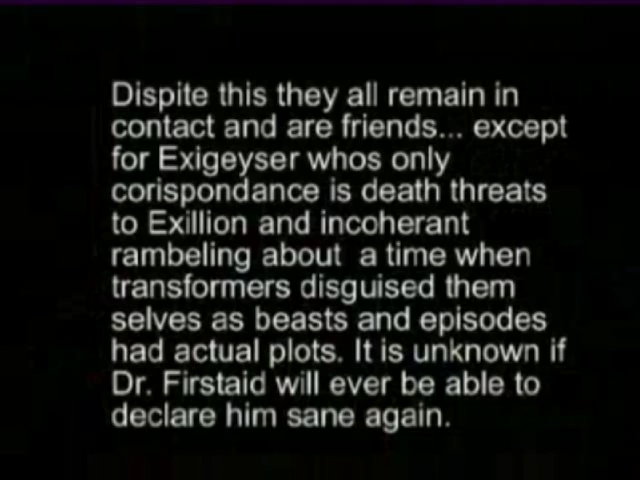 Dispite this they all remain in
contact and are friends... except
for Exigeyser whos only
corispondance is death threats
to Exillion and incoherant
rambeling about  a time when
transformers disguised them
selves as beasts and episodes
had actual plots. It is unknown if
Dr. Firstaid will ever be able to
declare him sane again.